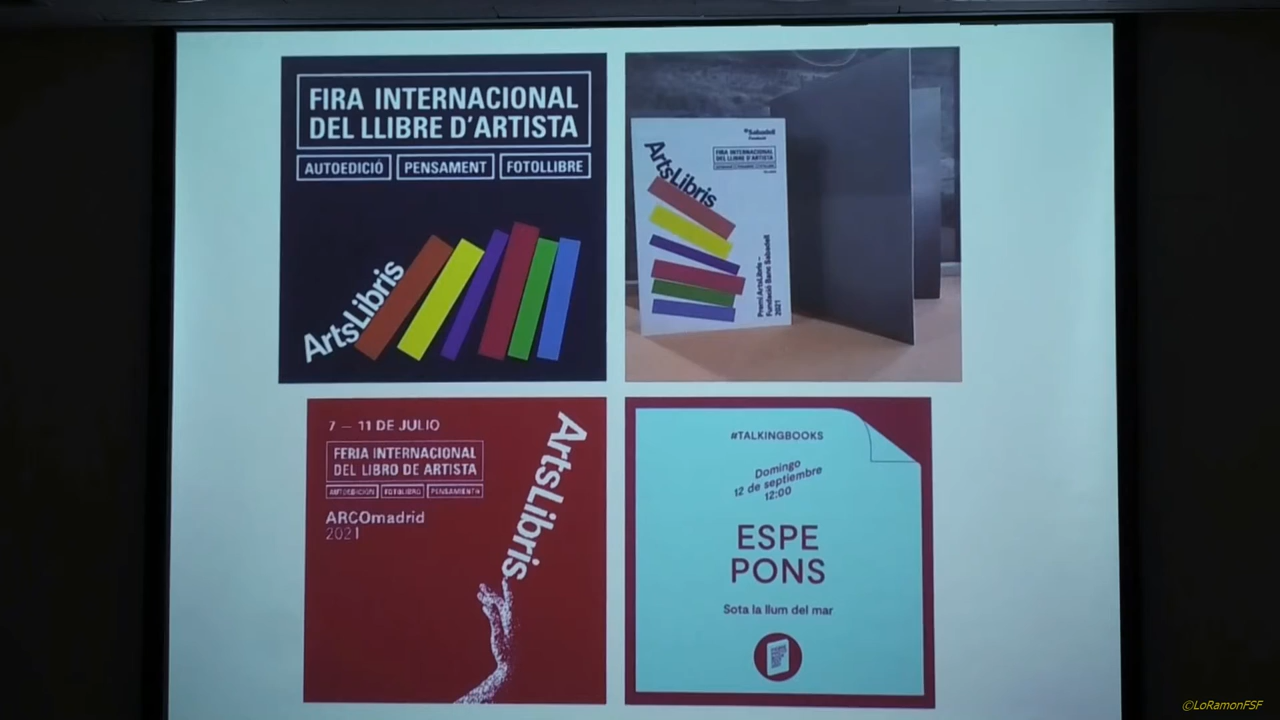 FIRA INTERNACIONAL
DEL LLIBRE D'ARTISTA
AUTOEDICIÓ PENSAMENT FOTOLLIBRE
ArtsLibris
Sabadell
Fundació
FIRA INTERNACIONAL
DEL LLIBRE D'ARTISTA
ArtsLibris
Premi ArtsLibris –
Fundació Banc Sabadell
2021
7 — 11 DE JULIO
FERIA INTERNACIONAL
DEL LIBRO DE ARTISTA
AUTOEDICIÓN FOTOLIBRO PENSAMIENTO
ARCOmadrid
2021
ArtsLibris
#TALKINGBOOKS
Domingo
12 de septiembre
12:00
ESPE
PONS
Sota la llum del mar
©LoRamonFSF